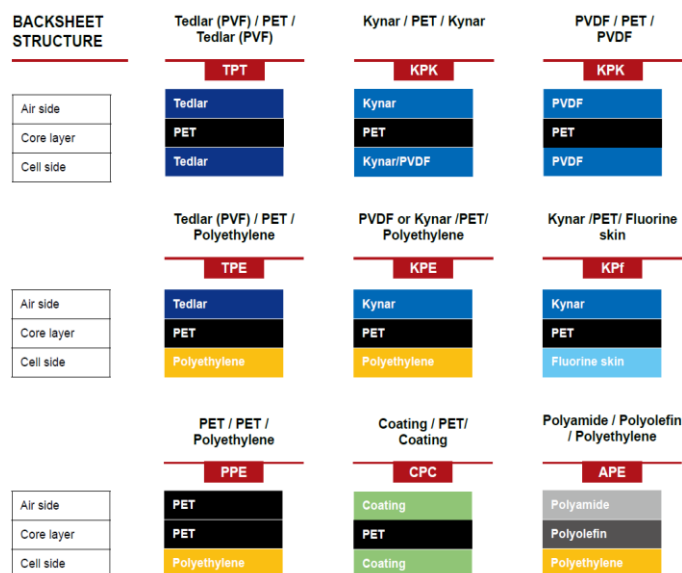 BACKSHEET
STRUCTURE
Tedlar (PVF) / PET /
Tedlar (PVF)
Kynar / PET / Kynar
PVDF / PET /
PVDF
TPT
KPK
KPK
Air side
Tedlar
Kynar
PVDF
Core layer
PET
PET
PET
Cell side
Tedlar
Kynar/PVDF
PVDF
Tedlar (PVF) / PET /
Polyethylene
PVDF or Kynar /PET/
Polyethylene
Kynar /PET/ Fluorine
skin
TPE
KPE
KPf
Air side
Tedlar
Kynar
Kynar
Core layer
PET
PET
PET
Cell side
Polyethylene
Polyethylene
Fluorine skin
PET / PET /
Polyethylene
Coating / PET/
Coating
Polyamide / Polyolefin
/ Polyethylene
PPE
CPC
APE
Air side
PET
Coating
Polyamide
Core layer
PET
PET
Polyolefin
Cell side
Polyethylene
Coating
Polyethylene